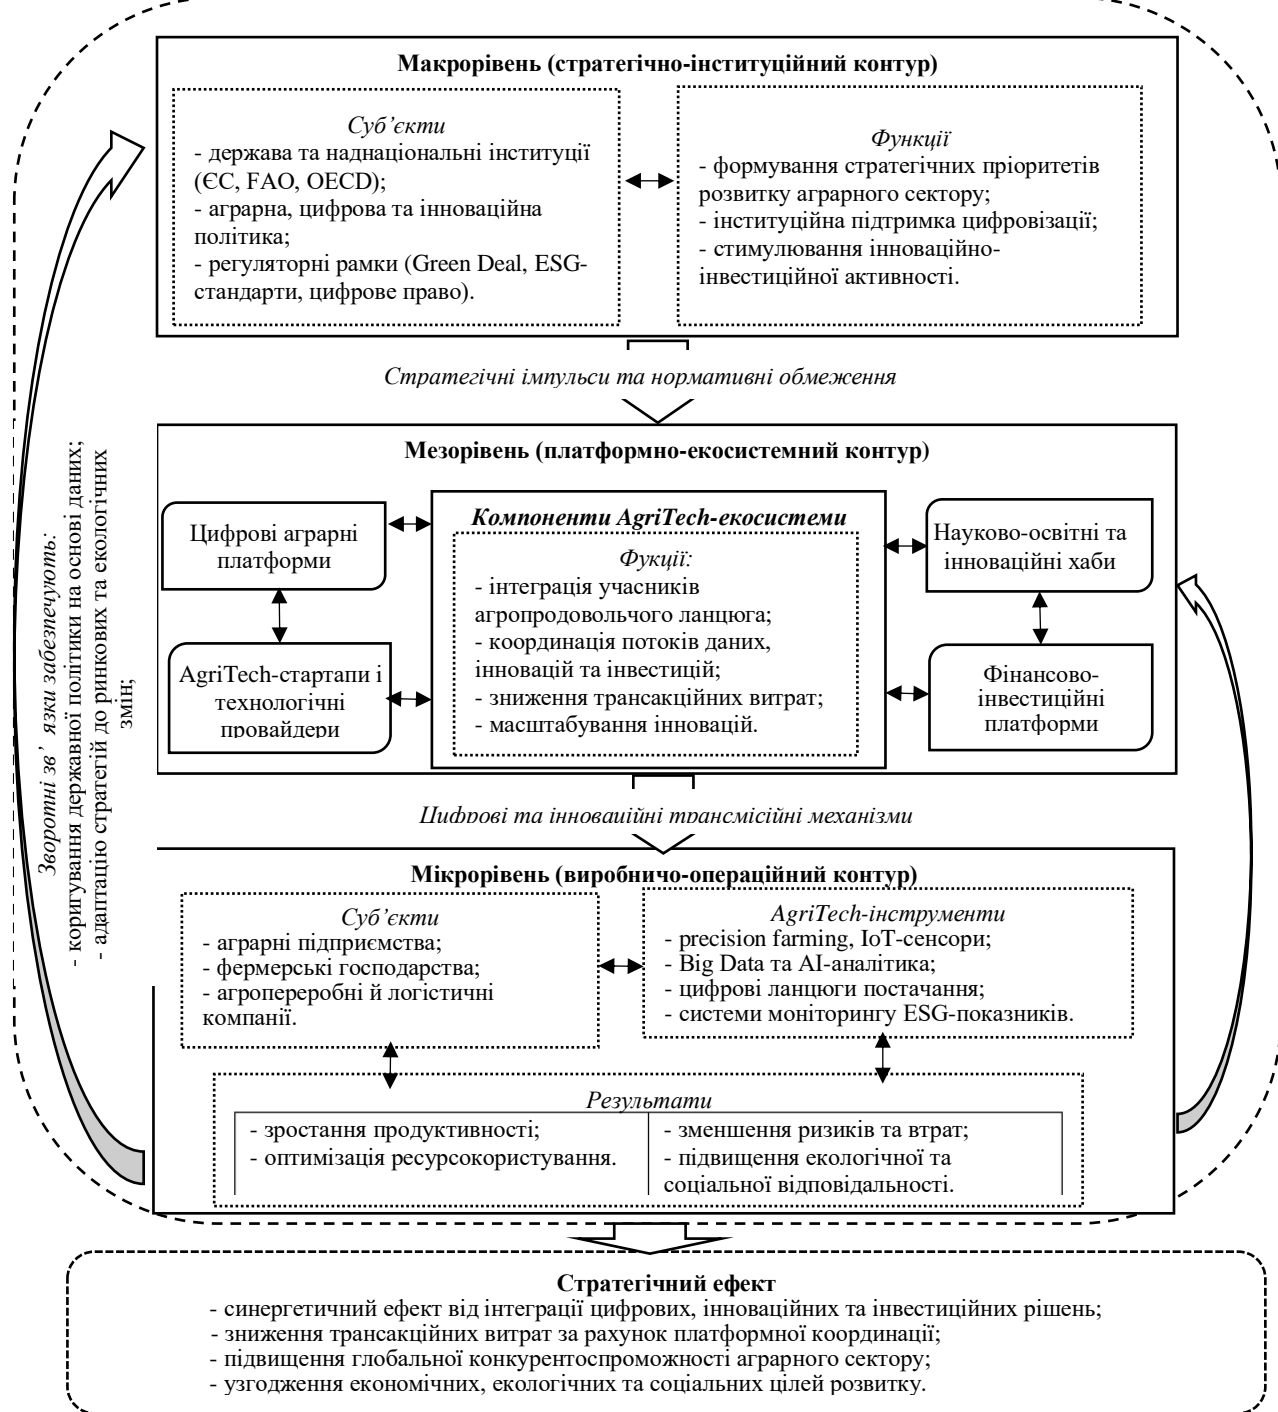 Макрорівень (стратегічно-інституційний контур)
Суб’єкти
- держава та наднаціональні інституції
(ЄС, FAO, OECD);
- аграрна, цифрова та інноваційна
політика;
- регуляторні рамки (Green Deal, ESG-
стандарти, цифрове право).
Функції
- формування стратегічних пріоритетів
розвитку аграрного сектору;
- інституційна підтримка цифровізації;
- стимулювання інноваційно-
інвестиційної активності.
Стратегічні імпульси та нормативні обмеження
Зворотні зв’язки забезпечують:
- коригування державної політики на основі даних;
- адаптацію стратегій до ринкових та екологічних
змін;
Мезорівень (платформно-екосистемний контур)
Цифрові аграрні
платформи
AgriTech-стартапи і
технологічні
провайдери
Компоненти AgriTech-екосистеми
Фукції:
- інтеграція учасників
агропродовольчого ланцюга;
- координація потоків даних,
інновацій та інвестицій;
- зниження трансакційних витрат;
- масштабування інновацій.
Науково-освітні та
інноваційні хаби
Фінансово-
інвестиційні
платформи
Цифрові та інноваційні трансмісійні механізми
Мікрорівень (виробничо-операційний контур)
Суб’єкти
- аграрні підприємства;
- фермерські господарства;
- агропереробні й логістичні
компанії.
AgriTech-інструменти
- precision farming, IoT-сенсори;
- Big Data та AI-аналітика;
- цифрові ланцюги постачання;
- системи моніторингу ESG-показників.
Результати
- зростання продуктивності;
- оптимізація ресурсокористування.
- зменшення ризиків та втрат;
- підвищення екологічної та
соціальної відповідальності.
Стратегічний ефект
- синергетичний ефект від інтеграції цифрових, інноваційних та інвестиційних рішень;
- зниження трансакційних витрат за рахунок платформної координації;
- підвищення глобальної конкурентоспроможності аграрного сектору;
- узгодження економічних, екологічних та соціальних цілей розвитку.